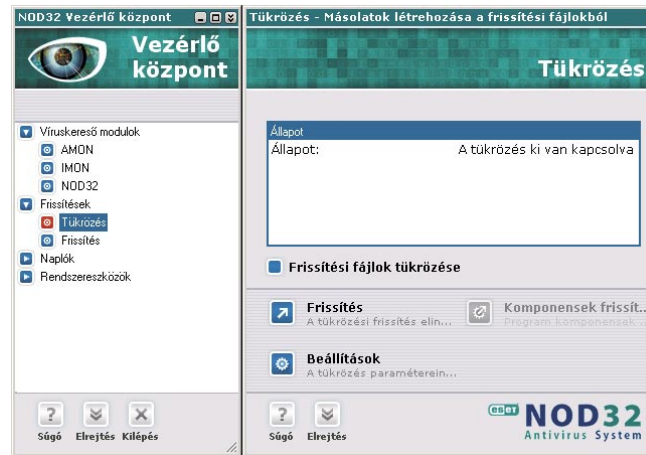 NOD32 Vezérlő központ
Vezérlő
központ
Víruskereső modulok
AMON
IMON
NOD32
Frissítések
Tükrözés
Frissítés
Naplók
Rendszereszközök
?
Súgó Elrejtés Kilépés
Tükrözés - Másolatok létrehozása a frissítési fájlokból
Tükrözés
Állapot
Állapot: A tükrözés ki van kapcsolva
Frissítési fájlok tükrözése
Frissítés
A tükrözési frissítés elin...
Komponensek frissít..
Program komponensek ..
Beállítások
A tükrözés paraméterein...
?
Súgó Elrejtés
eset NOD32
Antivirus System